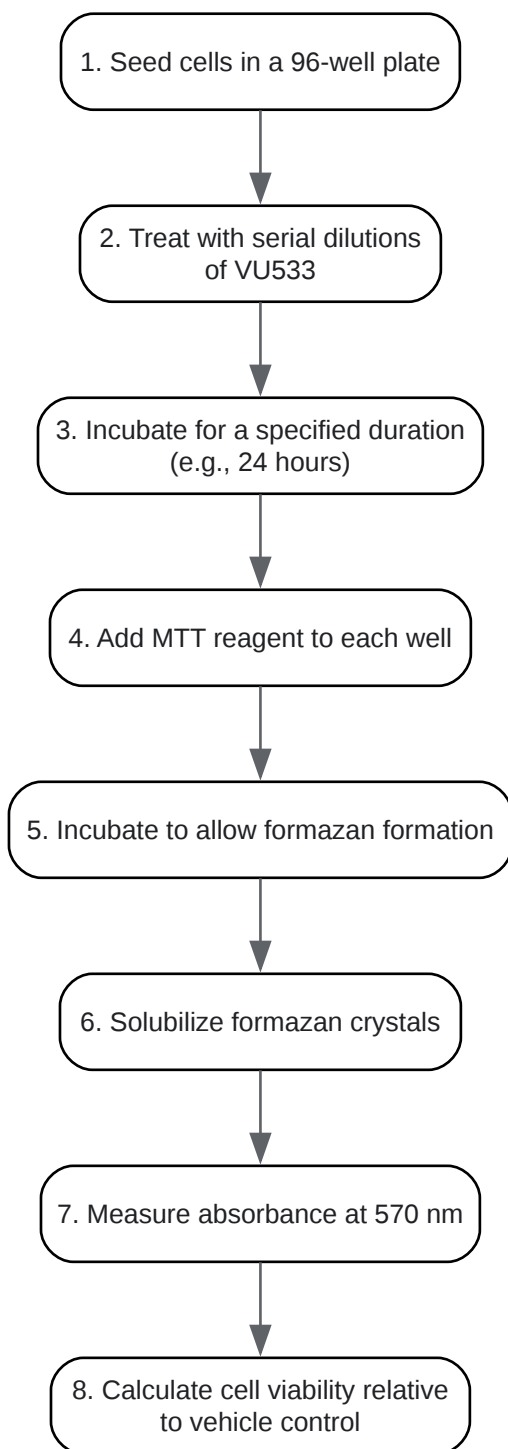 1. Seed cells in a 96-well plate
2. Treat with serial dilutions
of VU533
3. Incubate for a specified duration
(e.g., 24 hours)
4. Add MTT reagent to each well
5. Incubate to allow formazan formation
6. Solubilize formazan crystals
7. Measure absorbance at 570 nm
8. Calculate cell viability relative
to vehicle control